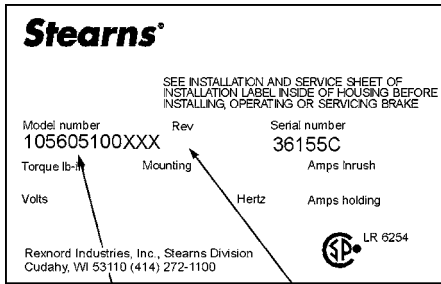 Stearns®
SEE INSTALLATION AND SERVICE SHEET OF
INSTALLATION LABEL INSIDE OF HOUSING BEFORE
INSTALLING, OPERATING OR SERVICING BRAKE
Model number Rev Serial number
105605100XXX 36155C
Torque lb-ft Mounting Amps Inrush
Volts Hertz Amps holding
LR 6254
Rexnord Industries, Inc., Stearns Division
Cudahy, WI 53110 (414) 272-1100